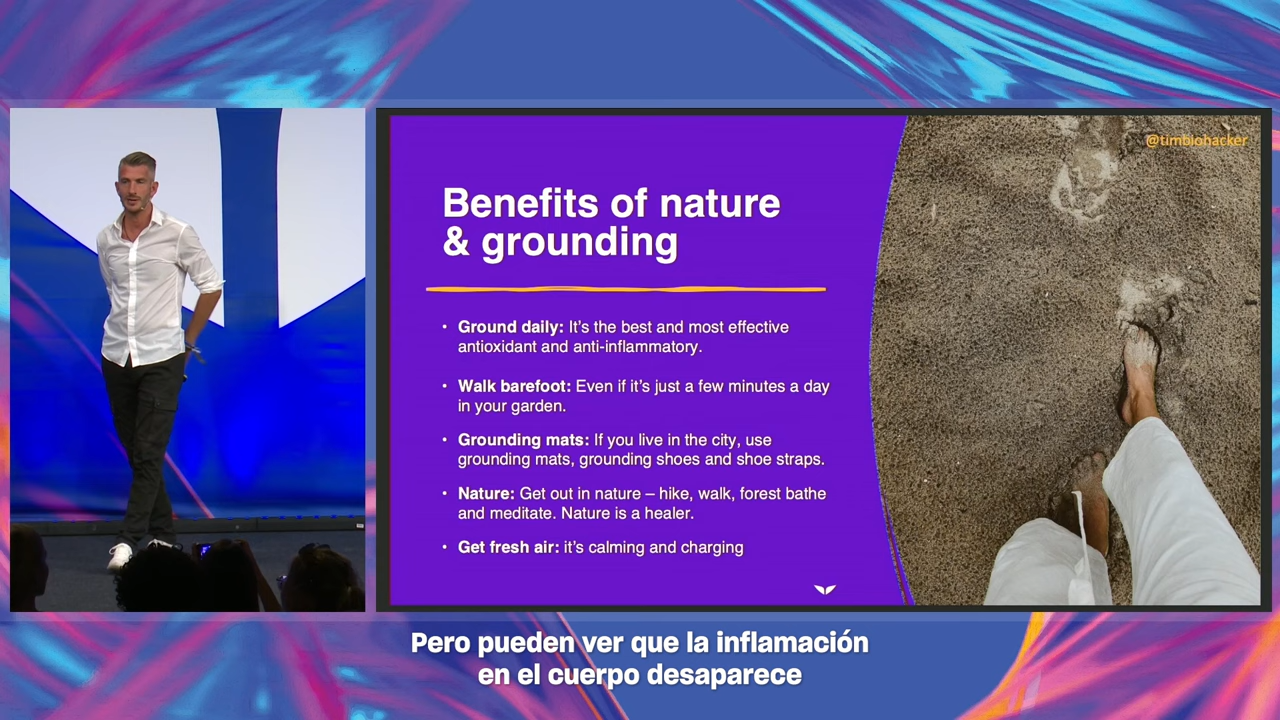 @timbiohacker
Benefits of nature
& grounding
• Ground daily: It's the best and most effective
antioxidant and anti-inflammatory.
• Walk barefoot: Even if it's just a few minutes a day
in your garden.
• Grounding mats: If you live in the city, use
grounding mats, grounding shoes and shoe straps.
• Nature: Get out in nature – hike, walk, forest bathe
and meditate. Nature is a healer.
• Get fresh air: it's calming and charging
Pero pueden ver que la inflamación
en el cuerpo desaparece